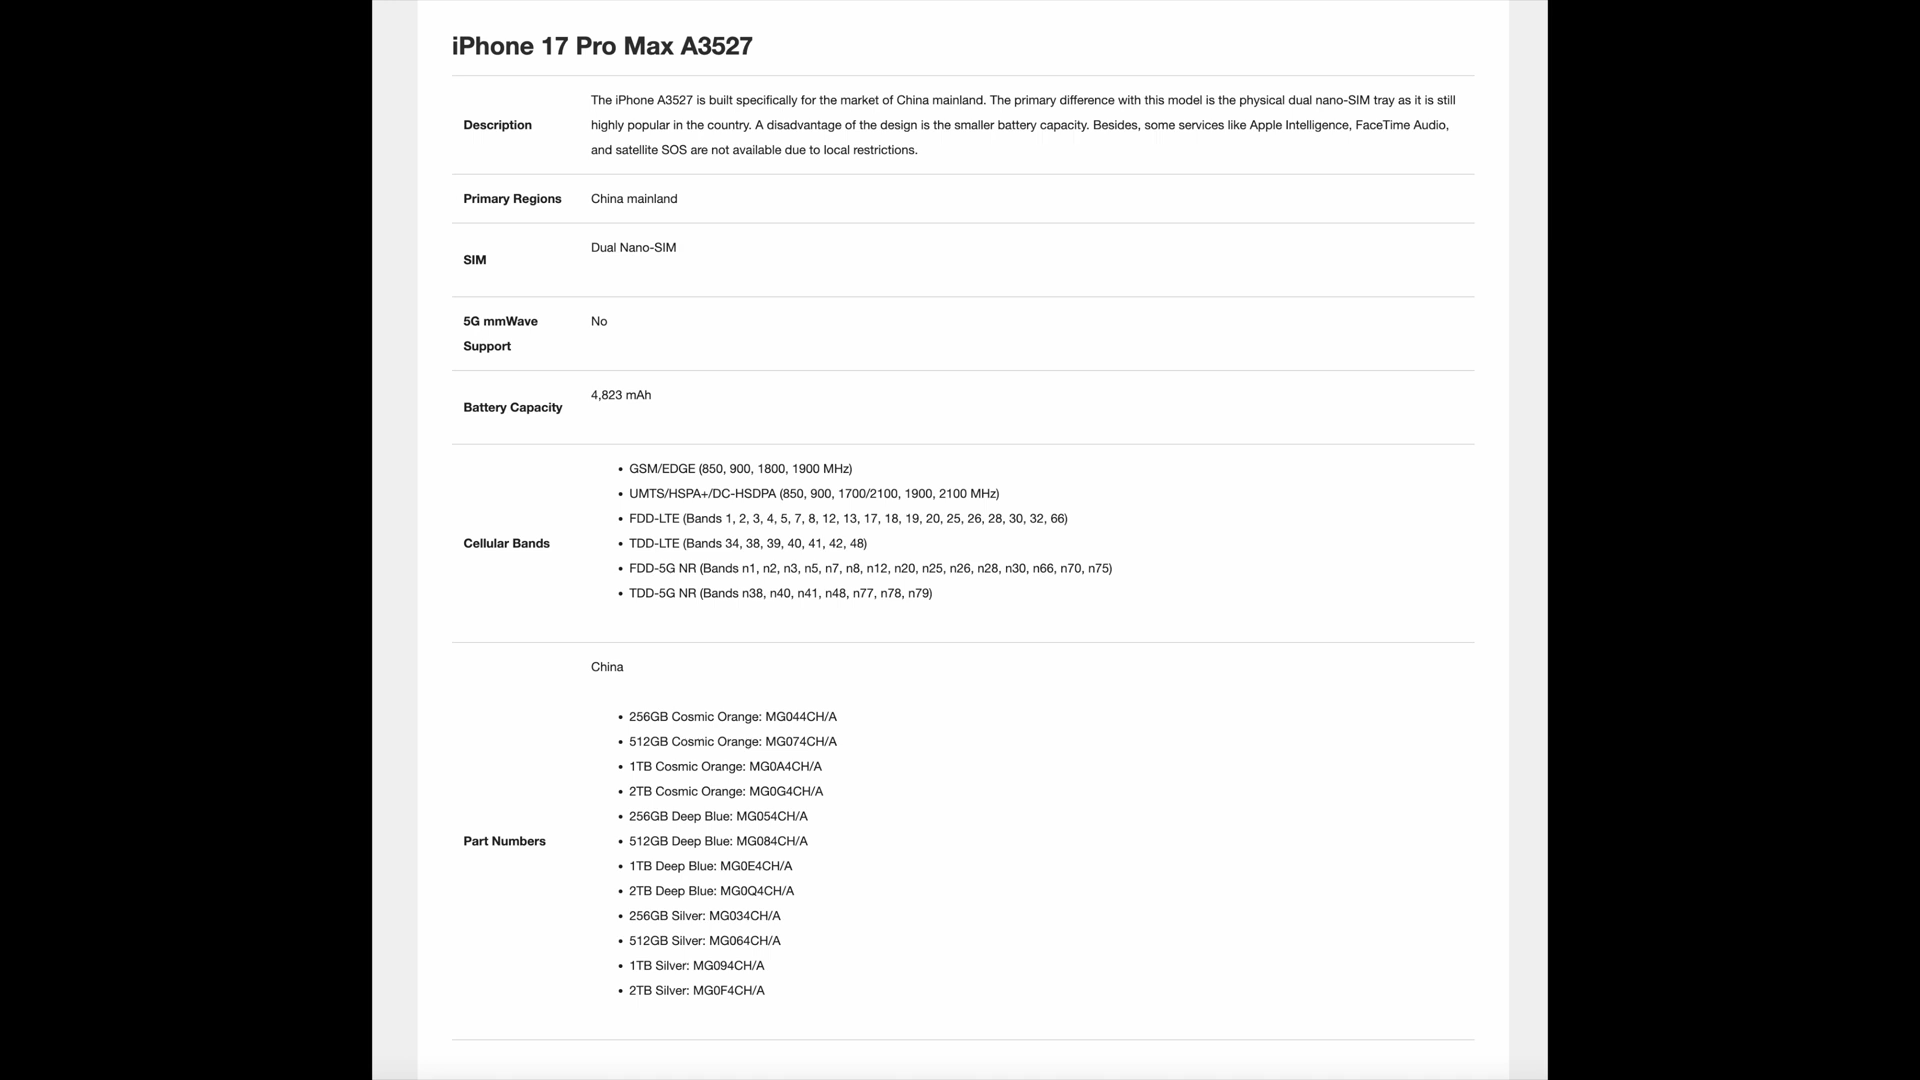 iPhone 17 Pro Max A3527
Description
The iPhone A3527 is built specifically for the market of China mainland. The primary difference with this model is the physical dual nano-SIM tray as it is still
highly popular in the country. A disadvantage of the design is the smaller battery capacity. Besides, some services like Apple Intelligence, FaceTime Audio,
and satellite SOS are not available due to local restrictions.
Primary Regions
China mainland
SIM
Dual Nano-SIM
5G mmWave
Support
No
Battery Capacity
4,823 mAh
Cellular Bands
• GSM/EDGE (850, 900, 1800, 1900 MHz)
• UMTS/HSPA+/DC-HSDPA (850, 900, 1700/2100, 1900, 2100 MHz)
• FDD-LTE (Bands 1, 2, 3, 4, 5, 7, 8, 12, 13, 17, 18, 19, 20, 25, 26, 28, 30, 32, 66)
• TDD-LTE (Bands 34, 38, 39, 40, 41, 42, 48)
• FDD-5G NR (Bands n1, n2, n3, n5, n7, n8, n12, n20, n25, n26, n28, n30, n66, n70, n75)
• TDD-5G NR (Bands n38, n40, n41, n48, n77, n78, n79)
Part Numbers
China
• 256GB Cosmic Orange: MG044CH/A
• 512GB Cosmic Orange: MG074CH/A
• 1TB Cosmic Orange: MG0A4CH/A
• 2TB Cosmic Orange: MG0G4CH/A
• 256GB Deep Blue: MG054CH/A
• 512GB Deep Blue: MG084CH/A
• 1TB Deep Blue: MG0E4CH/A
• 2TB Deep Blue: MG0Q4CH/A
• 256GB Silver: MG034CH/A
• 512GB Silver: MG064CH/A
• 1TB Silver: MG094CH/A
• 2TB Silver: MG0F4CH/A